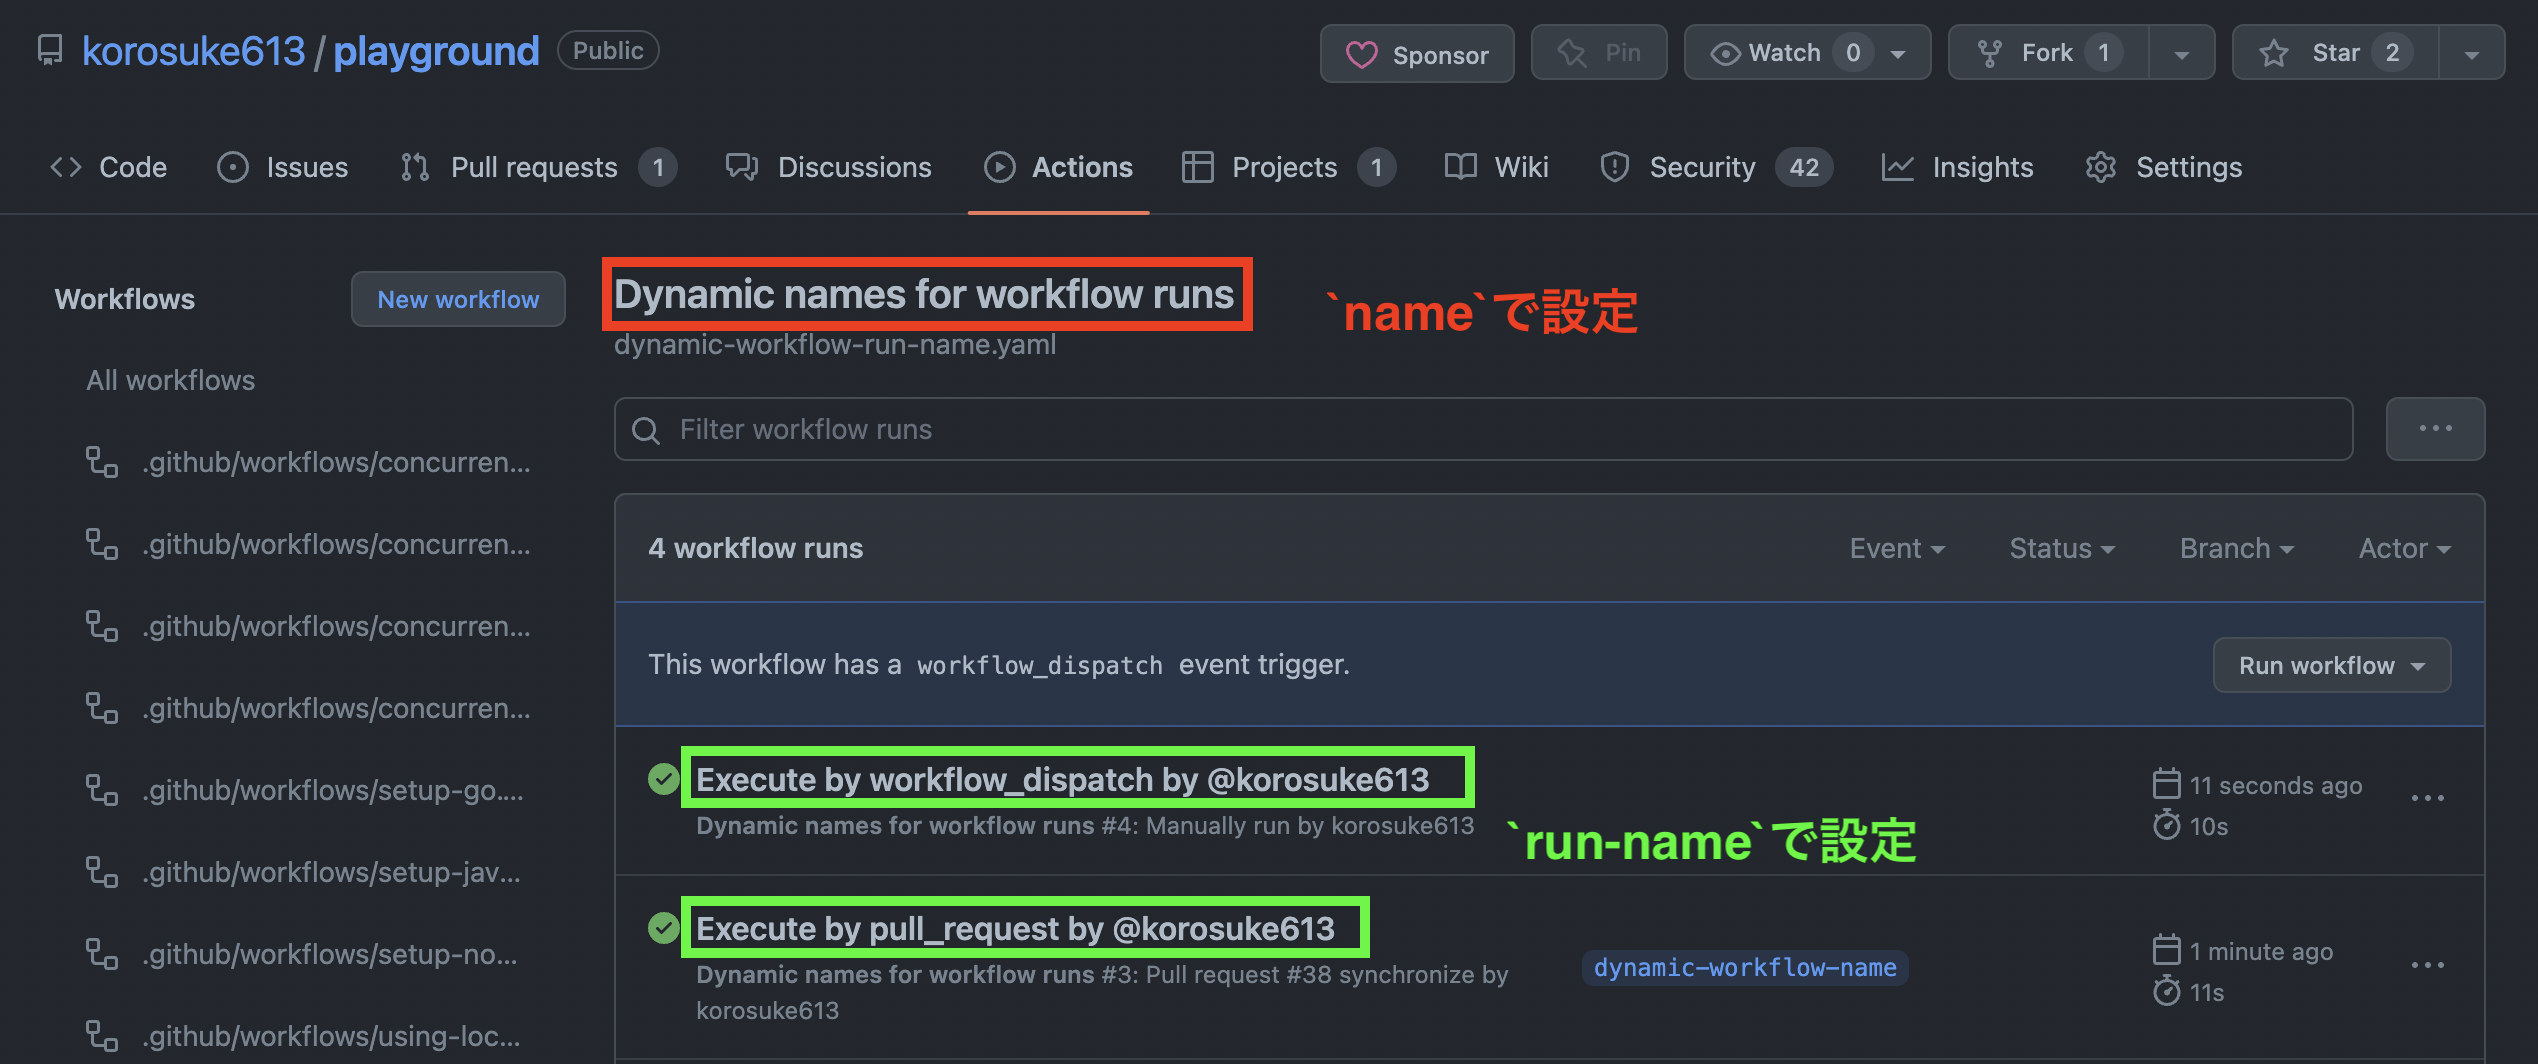 korosuke613 / playground Public
Sponsor Pin Watch 0 Fork 1 Star 2
Code Issues Pull requests 1 Discussions Actions Projects 1 Wiki Security 42 Insights Settings
Workflows
New workflow
All workflows
.github/workflows/concurren...
.github/workflows/concurren...
.github/workflows/concurren...
.github/workflows/concurren...
.github/workflows/setup-go....
.github/workflows/setup-jav...
.github/workflows/setup-no...
.github/workflows/using-loc...
Dynamic names for workflow runs
`name`で設定
dynamic-workflow-run-name.yaml
Filter workflow runs
4 workflow runs
Event Status Branch Actor
This workflow has a workflow_dispatch event trigger.
Run workflow
Execute by workflow_dispatch by @korosuke613
Dynamic names for workflow runs #4: Manually run by korosuke613
11 seconds ago
10s
`run-name`で設定
Execute by pull_request by @korosuke613
Dynamic names for workflow runs #3: Pull request #38 synchronize by
korosuke613
dynamic-workflow-name
1 minute ago
11s